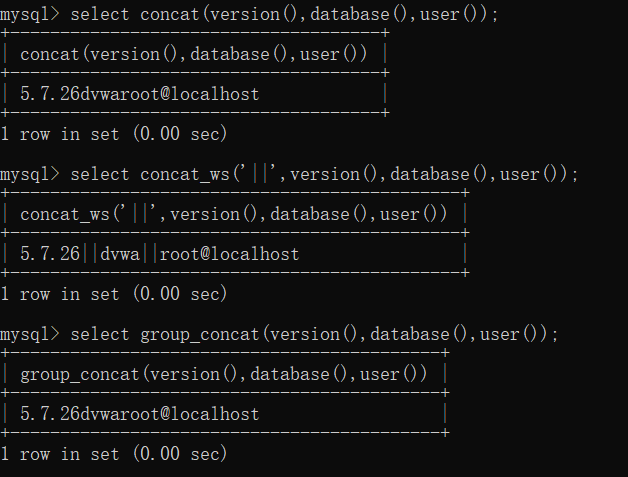 mysql> select concat(version(),database(),user());
+-------------------------------------+
| concat(version(),database(),user()) |
+-------------------------------------+
| 5.7.26dvwaroot@localhost            |
+-------------------------------------+
1 row in set (0.00 sec)
mysql> select concat_ws('||',version(),database(),user());
+---------------------------------------------+
| concat_ws('||',version(),database(),user()) |
+---------------------------------------------+
| 5.7.26||dvwa||root@localhost                |
+---------------------------------------------+
1 row in set (0.00 sec)
mysql> select group_concat(version(),database(),user());
+-------------------------------------------+
| group_concat(version(),database(),user()) |
+-------------------------------------------+
| 5.7.26dvwaroot@localhost                  |
+-------------------------------------------+
1 row in set (0.00 sec)